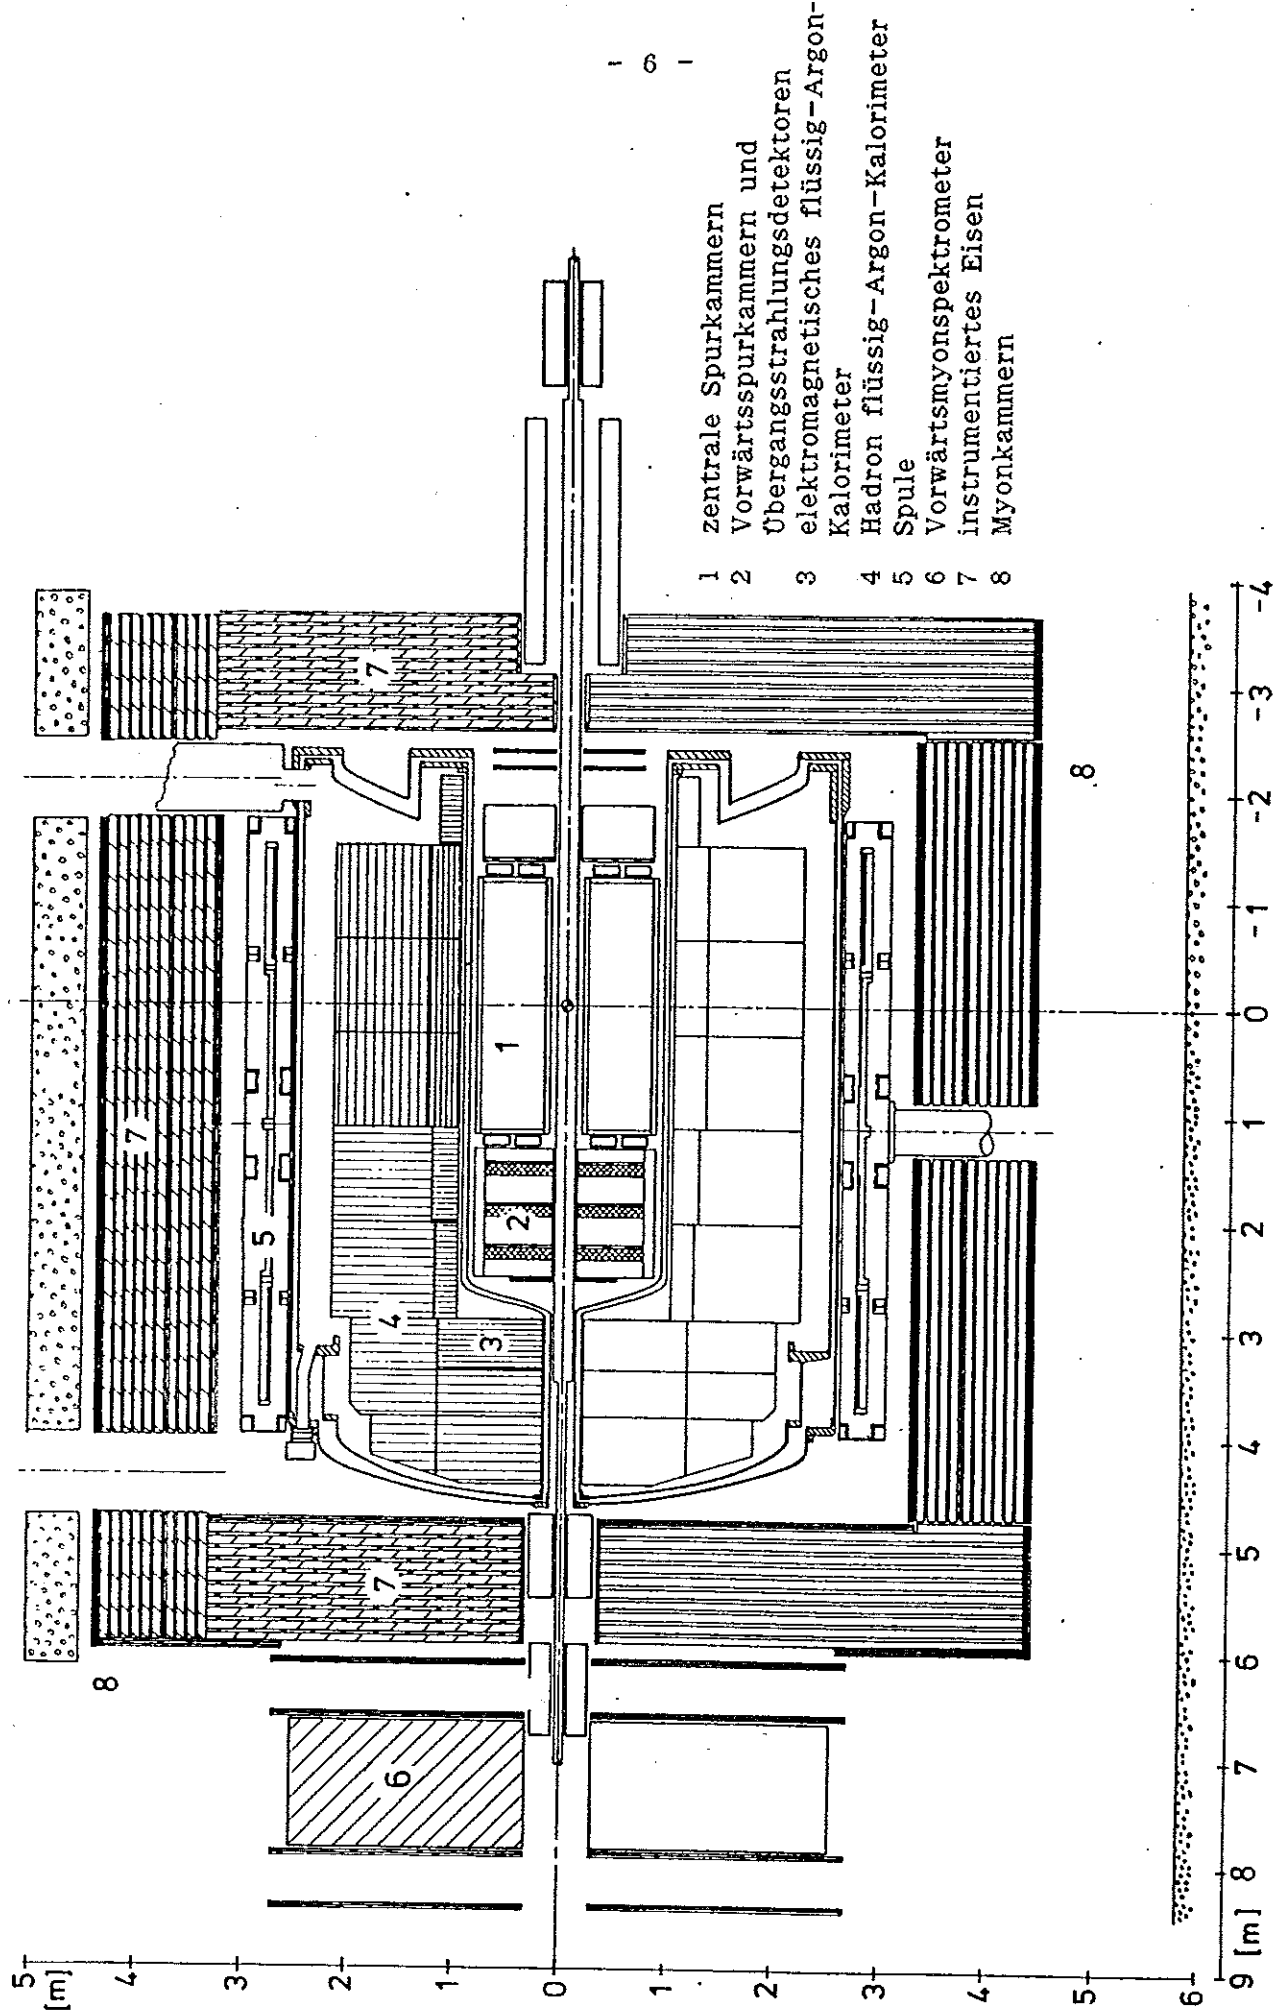 - 6 -
1 zentrale Spurkammern
2 Vorwärtsspurkammern und
Übergangsstrahlungsdetektoren
3 elektromagnetisches flüssig-Argon-
Kalorimeter
4 Hadron flüssig-Argon-Kalorimeter
5 Spule
6 Vorwärtsmyonspektrometer
7 instrumentiertes Eisen
8 Myonkammern
5
[m]
4
3
2
1
0
1
2
3
4
5
6
9 [m] 8 7 6 5 4 3 2 1 0 -1 -2 -3 -4
8
7
7
7
5
4
3
2
1
6
8